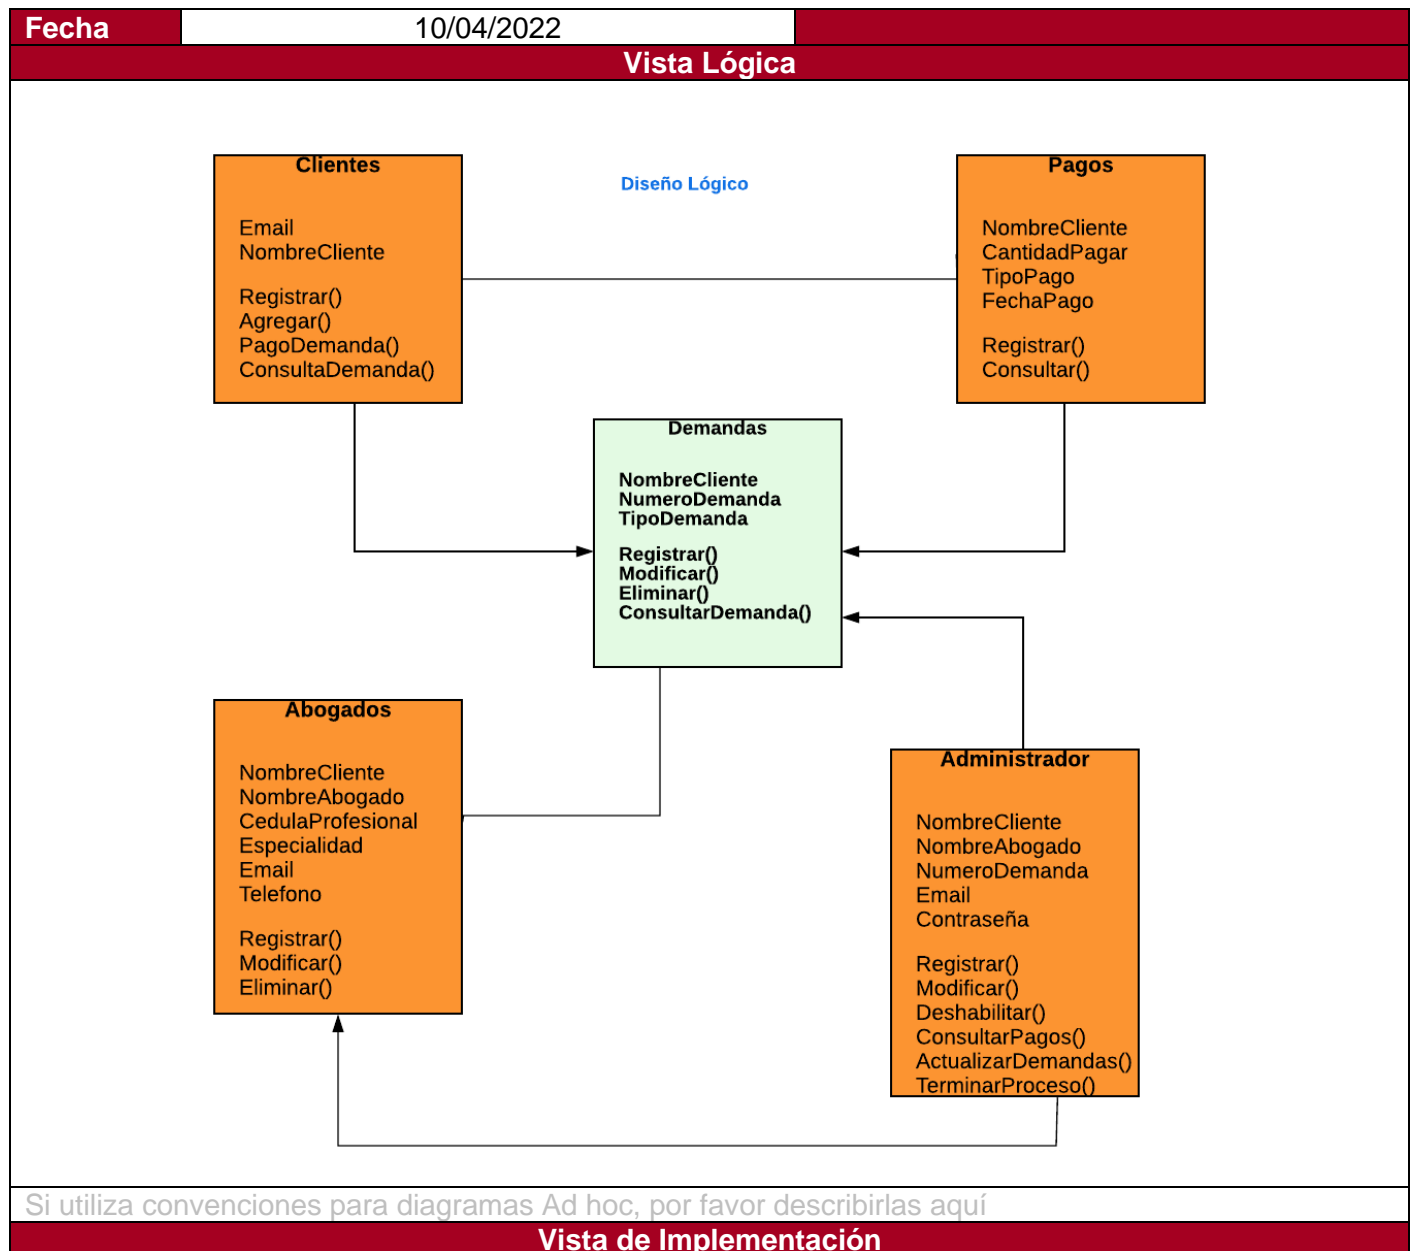 Fecha 10/04/2022
Vista Lógica
Diseño Lógico
Clientes
Email
NombreCliente
Registrar()
Agregar()
PagoDemanda()
ConsultaDemanda()
Pagos
NombreCliente
CantidadPagar
TipoPago
FechaPago
Registrar()
Consultar()
Demandas
NombreCliente
NumeroDemanda
TipoDemanda
Registrar()
Modificar()
Eliminar()
ConsultarDemanda()
Abogados
NombreCliente
NombreAbogado
CedulaProfesional
Especialidad
Email
Telefono
Registrar()
Modificar()
Eliminar()
Administrador
NombreCliente
NombreAbogado
NumeroDemanda
Email
Contraseña
Registrar()
Modificar()
Deshabilitar()
ConsultarPagos()
ActualizarDemandas()
TerminarProceso()
Si utiliza convenciones para diagramas Ad hoc, por favor describirlas aquí
Vista de Implementación